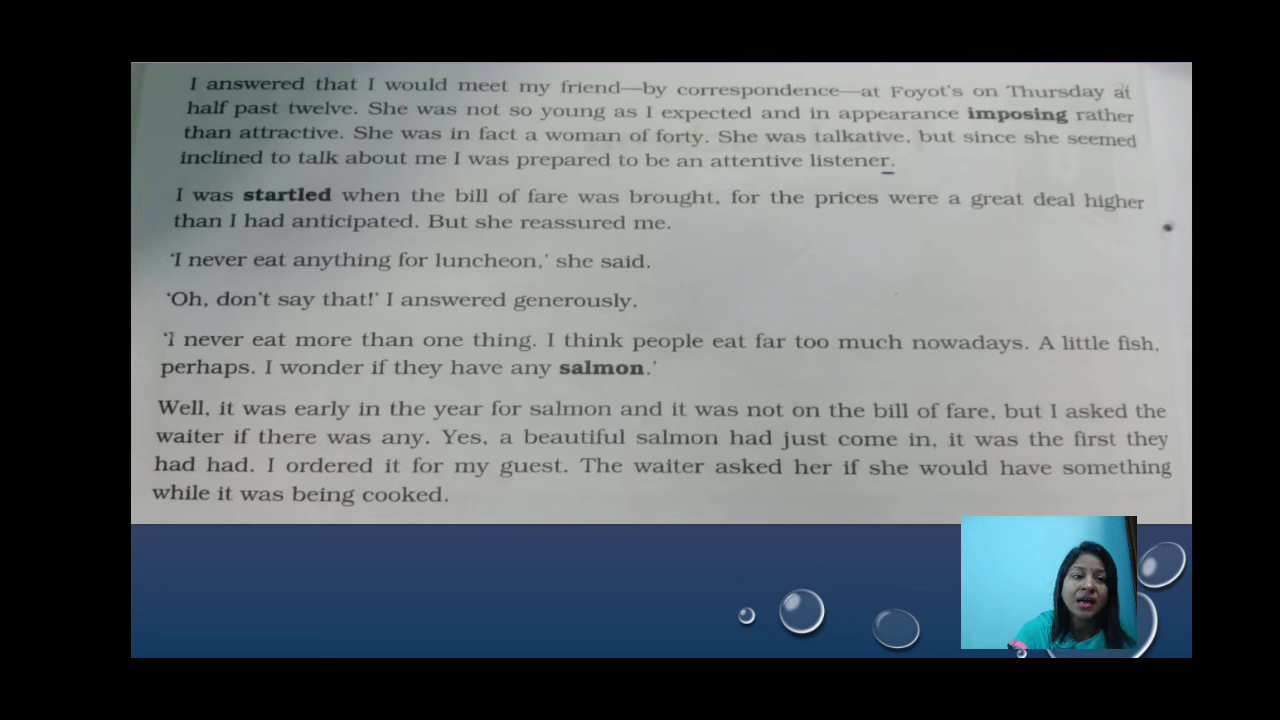 I answered that I would meet my friend—by correspondence—at Foyot's on Thursday at
half past twelve. She was not so young as I expected and in appearance imposing rather
than attractive. She was in fact a woman of forty. She was talkative, but since she seemed
inclined to talk about me I was prepared to be an attentive listener.
I was startled when the bill of fare was brought, for the prices were a great deal higher
than I had anticipated. But she reassured me.
'I never eat anything for luncheon,' she said.
'Oh, don't say that!' I answered generously.
'I never eat more than one thing. I think people eat far too much nowadays. A little fish,
perhaps. I wonder if they have any salmon.'
Well, it was early in the year for salmon and it was not on the bill of fare, but I asked the
waiter if there was any. Yes, a beautiful salmon had just come in, it was the first they
had had. I ordered it for my guest. The waiter asked her if she would have something
while it was being cooked.